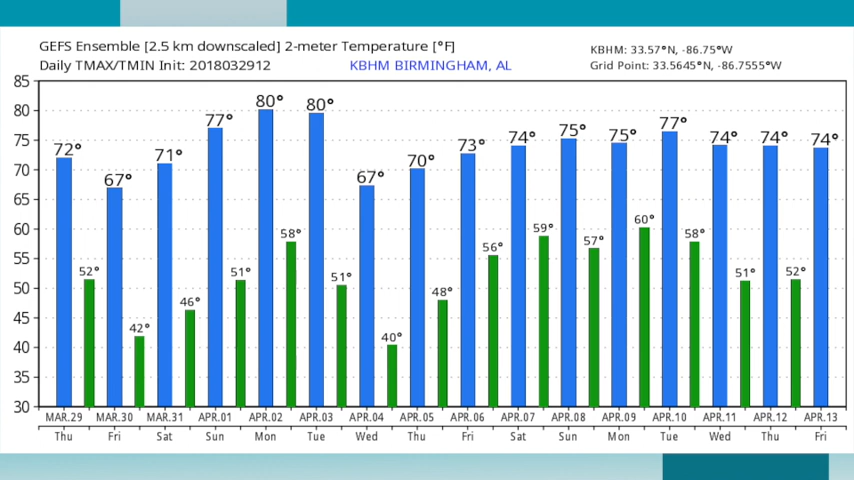 GEFS Ensemble [2.5 km downscaled] 2-meter Temperature [°F]
Daily TMAX/TMIN Init: 2018032912
KBHM BIRMINGHAM, AL
KBHM: 33.57°N, -86.75°W
Grid Point: 33.5645°N, -86.7555°W
85
80
75
70
65
60
55
50
45
40
35
30
72° 67° 71° 77° 80° 80° 67° 70° 73° 74° 75° 75° 77° 74° 74° 74°
52° 42° 46° 51° 58° 51° 40° 48° 56° 59° 57° 60° 58° 51° 52°
MAR.29 MAR.30 MAR.31 APR.01 APR.02 APR.03 APR.04 APR.05 APR.06 APR.07 APR.08 APR.09 APR.10 APR.11 APR.12 APR.13
Thu Fri Sat Sun Mon Tue Wed Thu Fri Sat Sun Mon Tue Wed Thu Fri